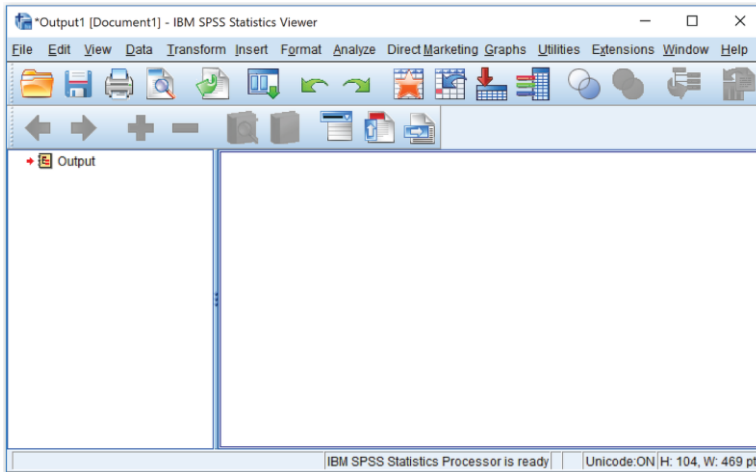 *Output1 [Document1] - IBM SPSS Statistics Viewer
File Edit View Data Transform Insert Format Analyze Direct Marketing Graphs Utilities Extensions Window Help
Output
IBM SPSS Statistics Processor is ready Unicode:ON H: 104, W: 469 pt